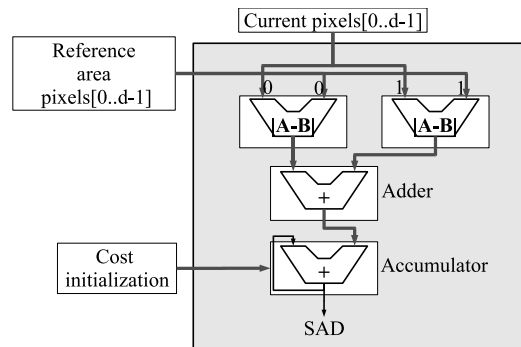 Current pixels[0..d-1]
Reference
area
pixels[0..d-1]
0 0 1 1
|A-B| |A-B|
+
Adder
Cost
initialization
+
Accumulator
SAD